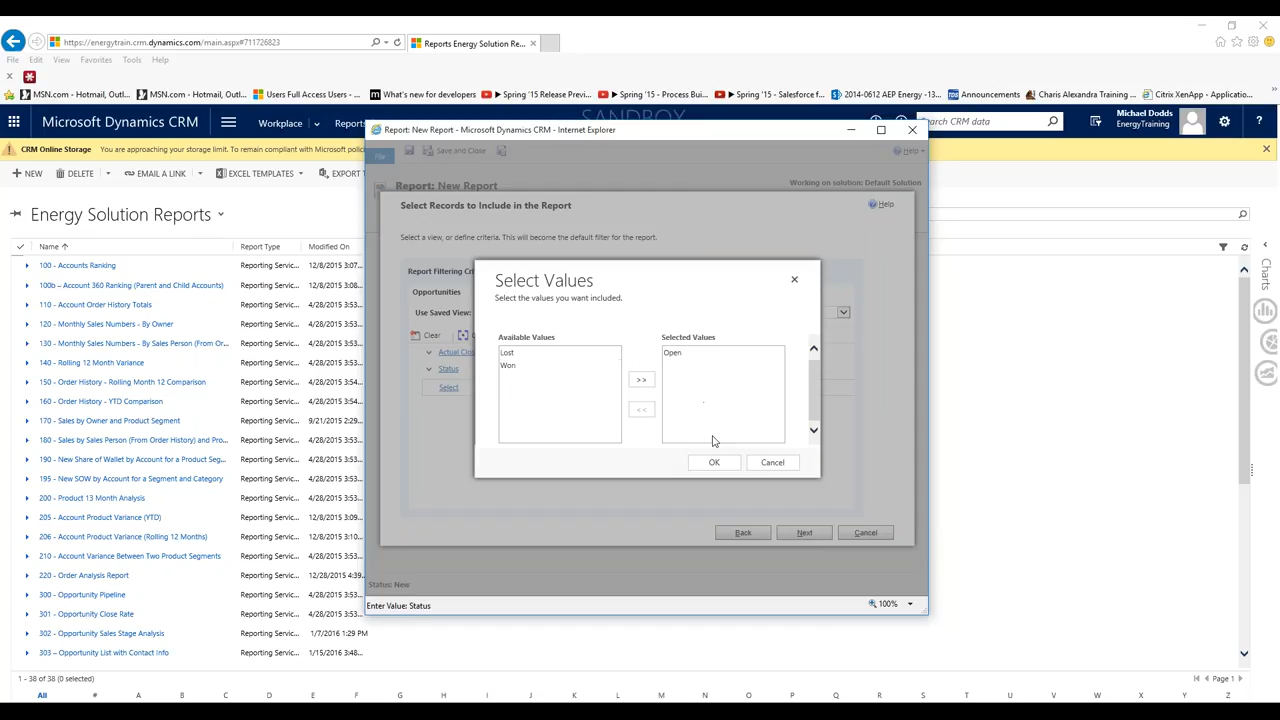 https://energytrain.crm.dynamics.com/main.aspx#711726823
Reports Energy Solution Re...
File Edit View Favorites Tools Help
MSN.com - Hotmail, Outl... MSN.com - Hotmail, Outl... Users Full Access Users - ... What's new for developers Spring '15 Release Previ... Spring '15 - Process Bui... Spring '15 - Salesforce f... 2014-0612 AEP Energy -13... Announcements Charis Alexandra Training ... Citrix XenApp - Applicatio...
Microsoft Dynamics CRM
Workplace
Report
SANDBOX
Search CRM data
Michael Dodds
EnergyTraining
CRM Online Storage You are approaching your storage limit. To remain compliant with Microsoft polici
NEW DELETE EMAIL A LINK EXCEL TEMPLATES EXPORT
Energy Solution Reports
Name Report Type Modified On
100 - Accounts Ranking Reporting Servic... 12/8/2015 3:07...
100b – Account 360 Ranking (Parent and Child Accounts) Reporting Servic... 12/8/2015 3:08...
110 - Account Order History Totals Reporting Servic... 4/28/2015 3:53...
120 - Monthly Sales Numbers - By Owner Reporting Servic... 4/28/2015 3:53...
130 - Monthly Sales Numbers - By Sales Person (From Or... Reporting Servic... 4/28/2015 3:53...
140 - Rolling 12 Month Variance Reporting Servic... 4/28/2015 3:53...
150 - Order History - Rolling Month 12 Comparison Reporting Servic... 4/28/2015 3:53...
160 - Order History - YTD Comparison Reporting Servic... 4/28/2015 3:53...
170 - Sales by Owner and Product Segment Reporting Servic... 9/21/2015 2:29...
180 - Sales by Sales Person (From Order History) and Pro... Reporting Servic... 4/28/2015 3:53...
190 - New Share of Wallet by Account for a Product Seg... Reporting Servic... 4/28/2015 3:53...
195 - New SOW by Account for a Segment and Category Reporting Servic... 4/28/2015 3:53...
200 - Product 13 Month Analysis Reporting Servic... 4/28/2015 3:53...
205 - Account Product Variance (YTD) Reporting Servic... 12/8/2015 3:09...
206 - Account Product Variance (Rolling 12 Months) Reporting Servic... 4/28/2015 3:53...
210 - Account Variance Between Two Product Segments Reporting Servic... 4/28/2015 3:53...
220 - Order Analysis Report Reporting Servic... 12/28/2015 4:39...
300 - Opportunity Pipeline Reporting Servic... 4/28/2015 3:53...
301 - Opportunity Close Rate Reporting Servic... 4/28/2015 3:53...
302 - Opportunity Sales Stage Analysis Reporting Servic... 1/7/2016 1:29 PM
303 – Opportunity List with Contact Info Reporting Servic... 1/15/2016 3:48...
1 - 38 of 38 (0 selected)
Page 1
All # A B C D E F G H I J K L M N O P Q R S T U V W X Y Z
Charts
Report: New Report - Microsoft Dynamics CRM - Internet Explorer
File Save and Close Help
Report: New Report
Working on solution: Default Solution
Select Records to Include in the Report
Help
Select a view, or define criteria. This will become the default filter for the report.
Report Filtering Cri
Opportunities
Use Saved View:
Clear
Actual Clos
Status
Select
Select Values
Select the values you want included.
Available Values
Lost
Won
>>
<<
Selected Values
Open
OK Cancel
Back Next Cancel
Status: New
Enter Value: Status
100%